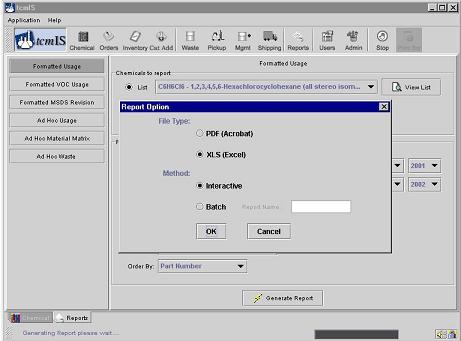 tcmIS
Application Help
tcmIS Chemical Orders Inventory Cat Add Waste Pickup Mgmt Shipping Reports Users Admin Stop
Formatted Usage
Formatted VOC Usage
Formatted MSDS Revision
Ad Hoc Usage
Ad Hoc Material Matrix
Ad Hoc Waste
Formatted Usage
Chemicals to report
List C6H6Cl6 - 1,2,3,4,5,6-Hexachlorocyclohexane (all stereo isom... View List
Report Option
File Type:
PDF (Acrobat)
XLS (Excel)
Method:
Interactive
Batch Report Name
OK Cancel
2001
2002
Order By: Part Number
Generate Report
Chemical Reports
Generating Report please wait....